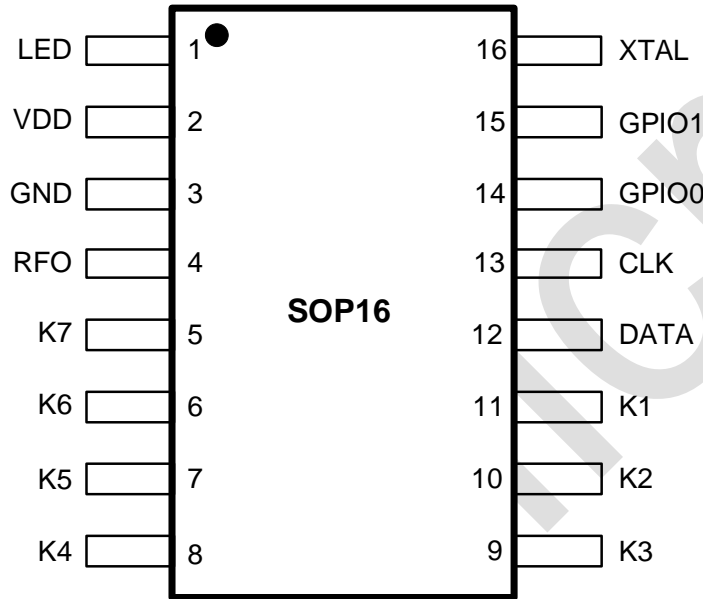 LED 1 16 XTAL
VDD 2 15 GPIO1
GND 3 14 GPIO0
RFO 4 13 CLK
SOP16
K7 5 12 DATA
K6 6 11 K1
K5 7 10 K2
K4 8 9 K3